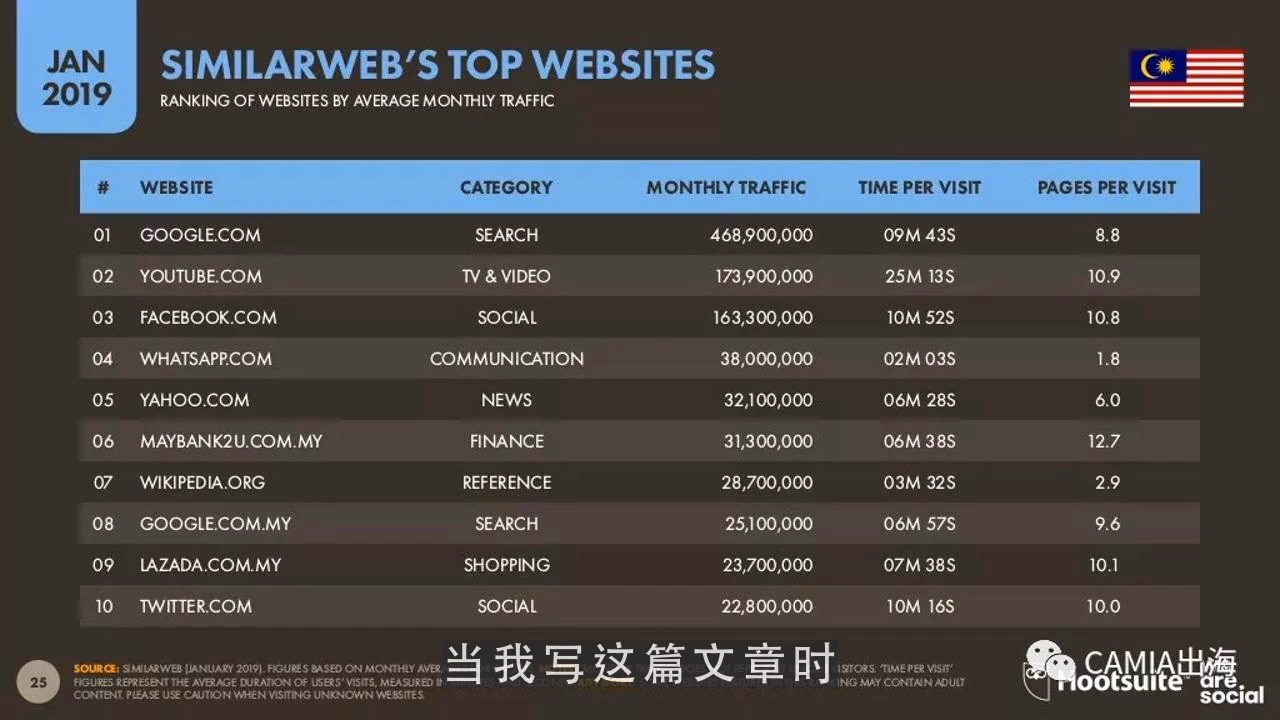 JAN
2019
SIMILARWEB'S TOP WEBSITES
RANKING OF WEBSITES BY AVERAGE MONTHLY TRAFFIC
# WEBSITE CATEGORY MONTHLY TRAFFIC TIME PER VISIT PAGES PER VISIT
01 GOOGLE.COM SEARCH 468,900,000 09M 43S 8.8
02 YOUTUBE.COM TV & VIDEO 173,900,000 25M 13S 10.9
03 FACEBOOK.COM SOCIAL 163,300,000 10M 52S 10.8
04 WHATSAPP.COM COMMUNICATION 38,000,000 02M 03S 1.8
05 YAHOO.COM NEWS 32,100,000 06M 28S 6.0
06 MAYBANK2U.COM.MY FINANCE 31,300,000 06M 38S 12.7
07 WIKIPEDIA.ORG REFERENCE 28,700,000 03M 32S 2.9
08 GOOGLE.COM.MY SEARCH 25,100,000 06M 57S 9.6
09 LAZADA.COM.MY SHOPPING 23,700,000 07M 38S 10.1
10 TWITTER.COM SOCIAL 22,800,000 10M 16S 10.0
当我写这篇文章时
CAMIA出海
25
SOURCE: SIMILARWEB (JANUARY 2019). FIGURES BASED ON MONTHLY 'TIME PER VISIT'
FIGURES REPRESENT THE AVERAGE DURATION OF USERS' VISITS, MEASURED MAY CONTAIN ADULT
CONTENT. PLEASE USE CAUTION WHEN VISITING UNKNOWN WEBSITES.
Hootsuite
are
social